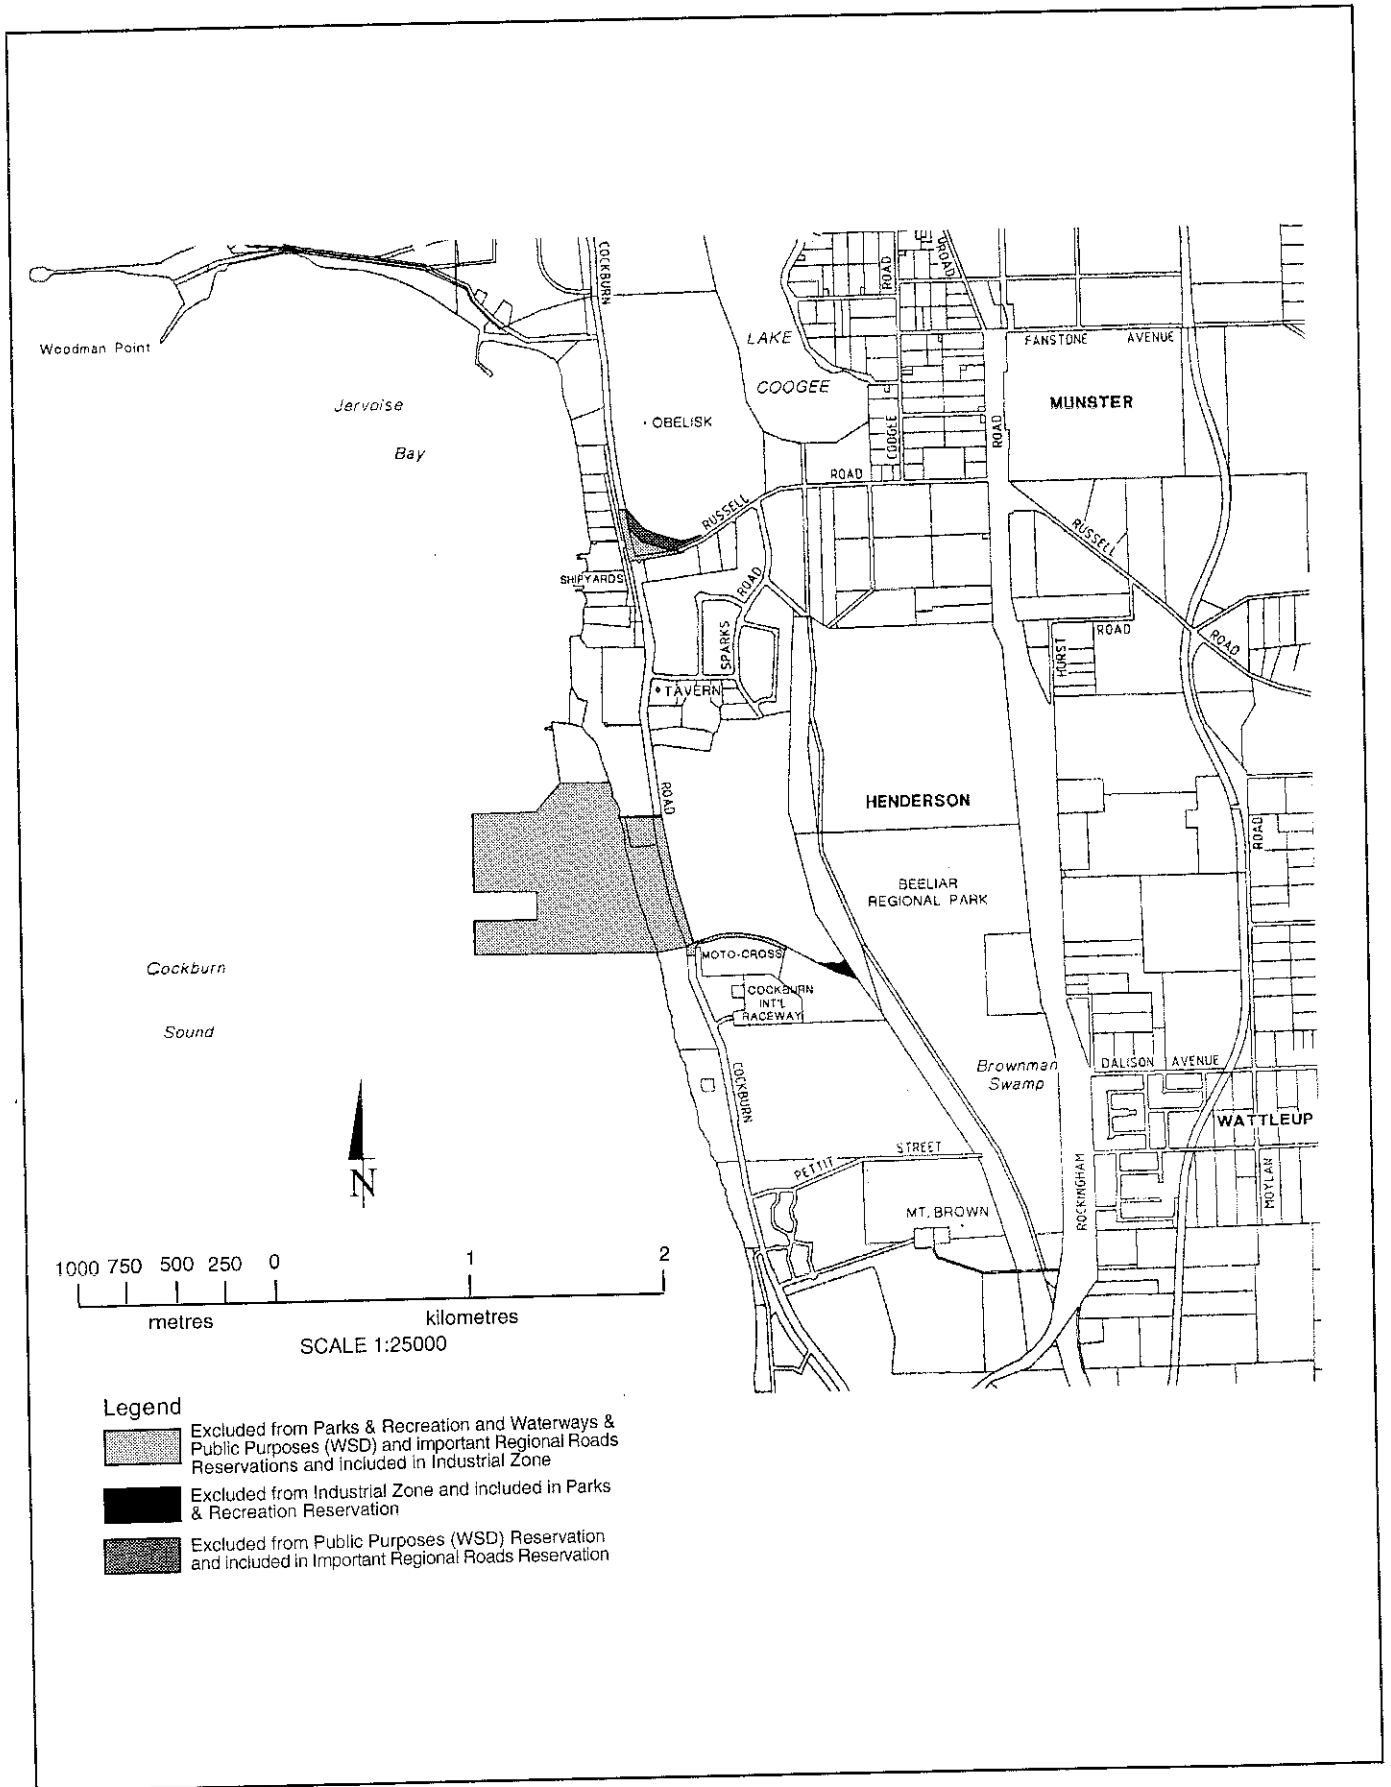 COCKBURN
ROAD
ROAD
LAKE
COOGEE
Woodman Point
FANSTONE AVENUE
Jervoise
Bay
MUNSTER
OBELISK
COOGEE
ROAD
ROAD
RUSSELL
RUSSELL
SHIPYARDS
ROAD
SPARKS
HURST
ROAD
ROAD
TAVERN
ROAD
HENDERSON
ROAD
BEELIAR
REGIONAL PARK
Cockburn
Sound
MOTO-CROSS
COCKBURN
INT'L
RACEWAY
Brownman
Swamp
DALISON AVENUE
COCKBURN
WATTLEUP
PETTIT STREET
ROCKINGHAM
MOYLAN
MT. BROWN
N
1000 750 500 250 0 1 2
metres kilometres
SCALE 1:25000
Legend
Excluded from Parks & Recreation and Waterways &
Public Purposes (WSD) and important Regional Roads
Reservations and included in Industrial Zone
Excluded from Industrial Zone and included in Parks
& Recreation Reservation
Excluded from Public Purposes (WSD) Reservation
and included in Important Regional Roads Reservation